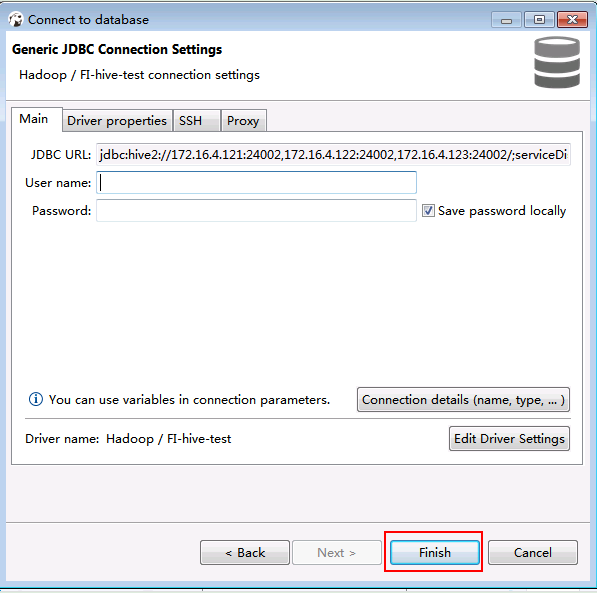 Connect to database
Generic JDBC Connection Settings
Hadoop / FI-hive-test connection settings
Main Driver properties SSH Proxy
JDBC URL: jdbc:hive2://172.16.4.121:24002,172.16.4.122:24002,172.16.4.123:24002/;serviceDi
User name:
Password: Save password locally
You can use variables in connection parameters. Connection details (name, type, ... )
Driver name: Hadoop / FI-hive-test Edit Driver Settings
< Back Next > Finish Cancel